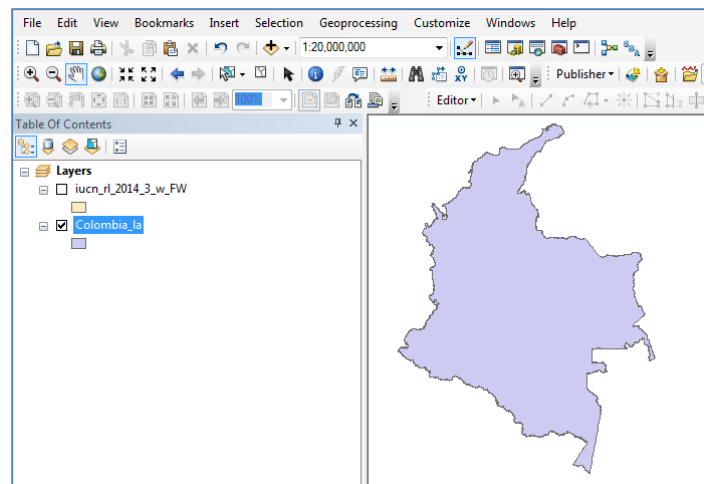 File Edit View Bookmarks Insert Selection Geoprocessing Customize Windows Help
1:20,000,000
Publisher
100% Editor
Table Of Contents
Layers
iucn_rl_2014_3_w_FW
Colombia_la